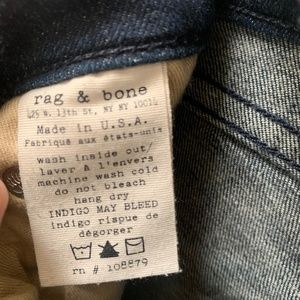 rag & bone
425 W. 13th St, NY NY 10014
Made in U.S.A.
Fabriqué aux états-unis
wash inside out/
laver à l'envers
machine wash cold
do not bleach
hang dry
INDIGO MAY BLEED
indigo risque de
dégorger
rn # 108879